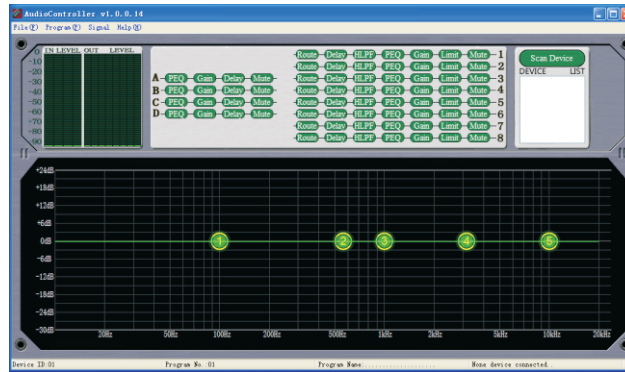 AudioController v1.0.0.14
File(F) Program(P) Signal Help(H)
IN LEVEL OUT LEVEL
0
-10
-20
-30
-40
-50
-60
-70
-80
-90
Route Delay HLPF PEQ Gain Limit Mute 1
Route Delay HLPF PEQ Gain Limit Mute 2
A PEQ Gain Delay Mute Route Delay HLPF PEQ Gain Limit Mute 3
B PEQ Gain Delay Mute Route Delay HLPF PEQ Gain Limit Mute 4
C PEQ Gain Delay Mute Route Delay HLPF PEQ Gain Limit Mute 5
D PEQ Gain Delay Mute Route Delay HLPF PEQ Gain Limit Mute 6
Route Delay HLPF PEQ Gain Limit Mute 7
Route Delay HLPF PEQ Gain Limit Mute 8
Scan Device
DEVICE LIST
+24dB
+18dB
+12dB
+6dB
0dB 1 2 3 4 5
-6dB
-12dB
-18dB
-24dB
-30dB
20Hz 50Hz 100Hz 500Hz 1kHz 2kHz 5kHz 10kHz 20kHz
Device ID:01 Program No.:01 Program Name:..................... None device connected.